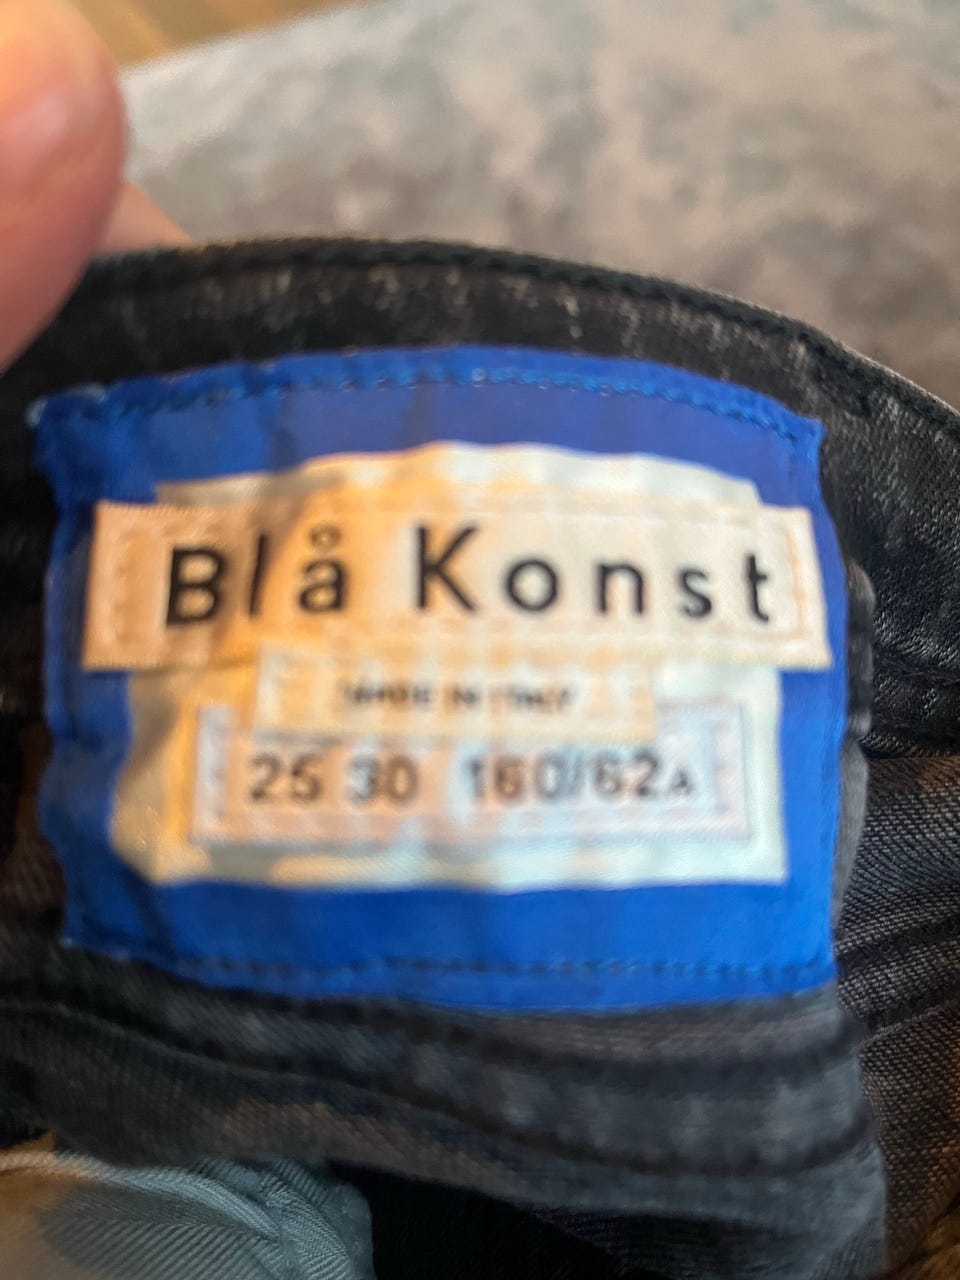 Blå Konst
MADE IN ITALY
25 30 160/62A